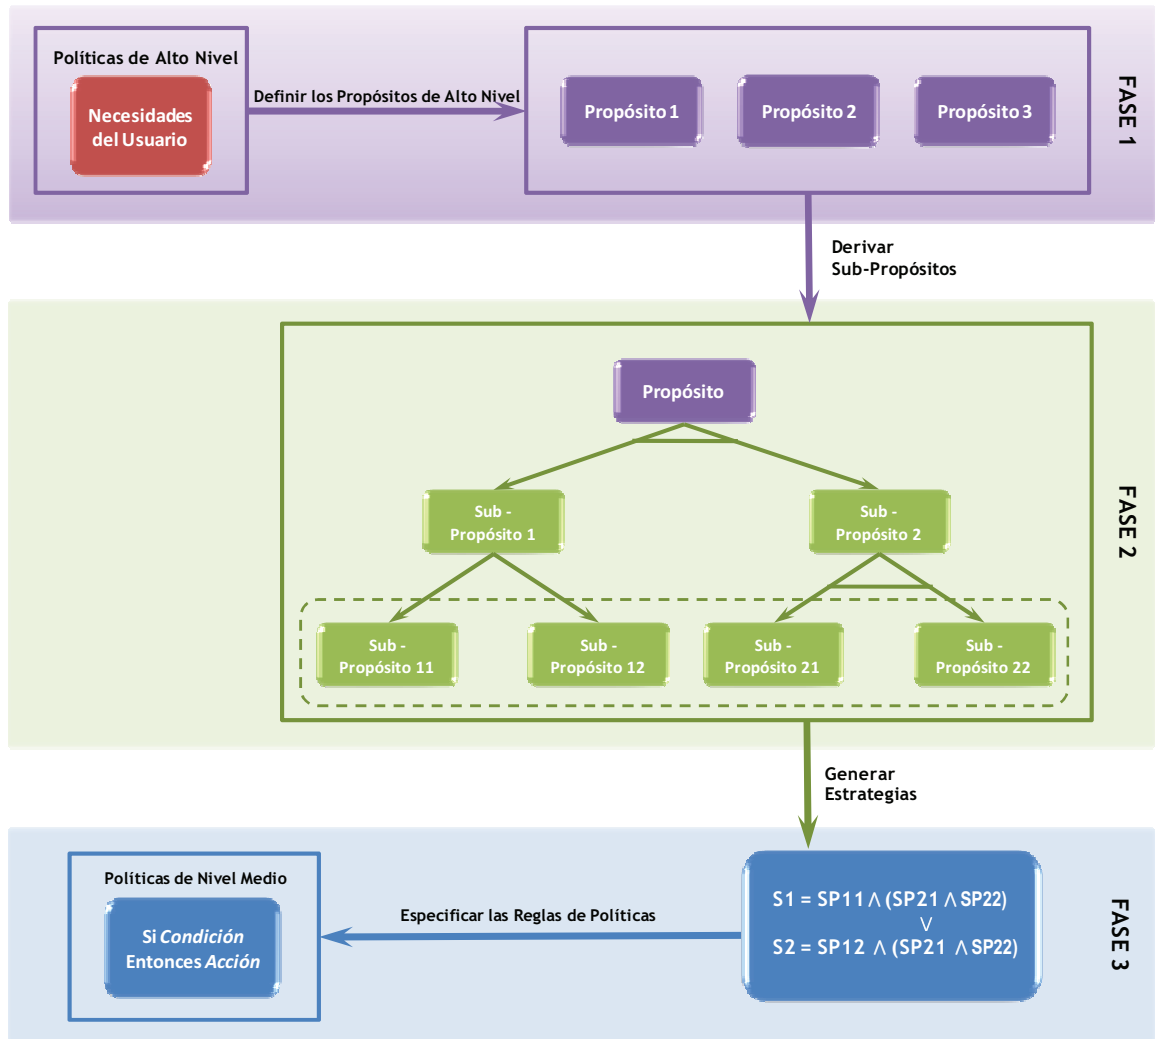 Políticas de Alto Nivel
Necesidades
del Usuario
Definir los Propósitos de Alto Nivel
Propósito 1
Propósito 2
Propósito 3
FASE 1
Derivar
Sub-Propósitos
Propósito
Sub -
Propósito 1
Sub -
Propósito 2
FASE 2
Sub -
Propósito 11
Sub -
Propósito 12
Sub -
Propósito 21
Sub -
Propósito 22
Generar
Estrategias
Políticas de Nivel Medio
Si Condición
Entonces Acción
Especificar las Reglas de Políticas
S1 = SP11 ∧ (SP21 ∧ SP22)
∨
S2 = SP12 ∧ (SP21 ∧ SP22)
FASE 3